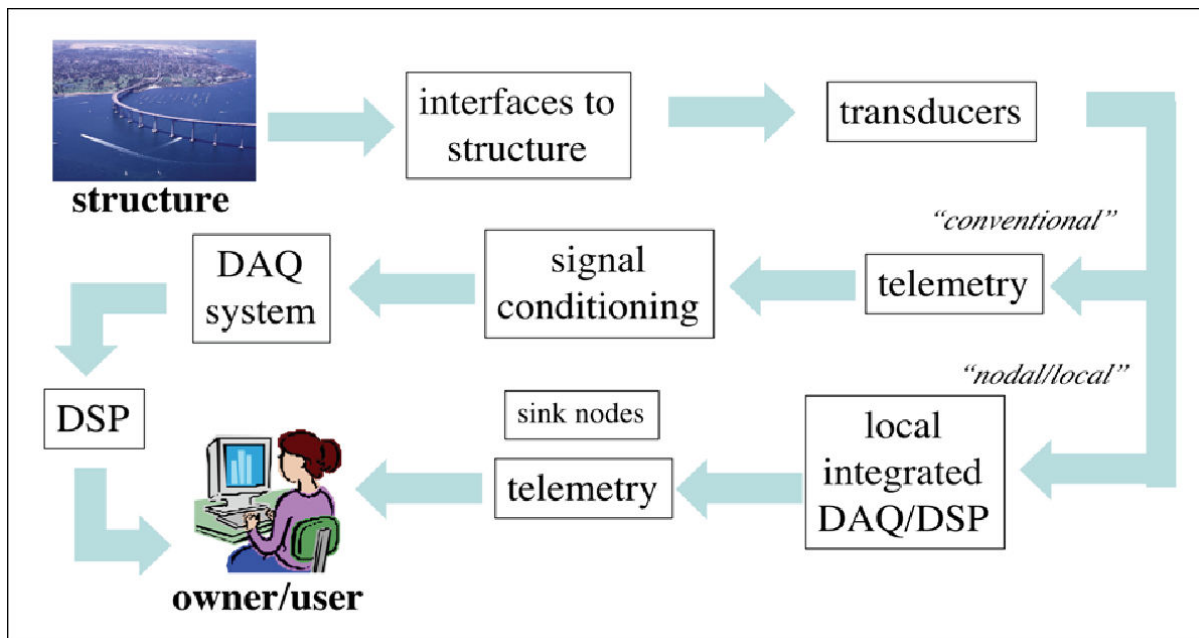 interfaces to
structure
transducers
structure
“conventional”
DAQ
system
signal
conditioning
telemetry
“nodal/local”
DSP
sink nodes
telemetry
local
integrated
DAQ/DSP
owner/user